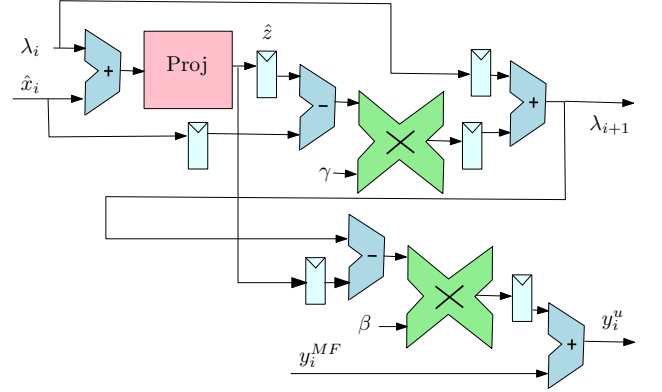 ẑ
λ_i
Proj
+
x̂_i
-
+
λ_{i+1}
γ
-
β
y_i^u
+
y_i^{MF}